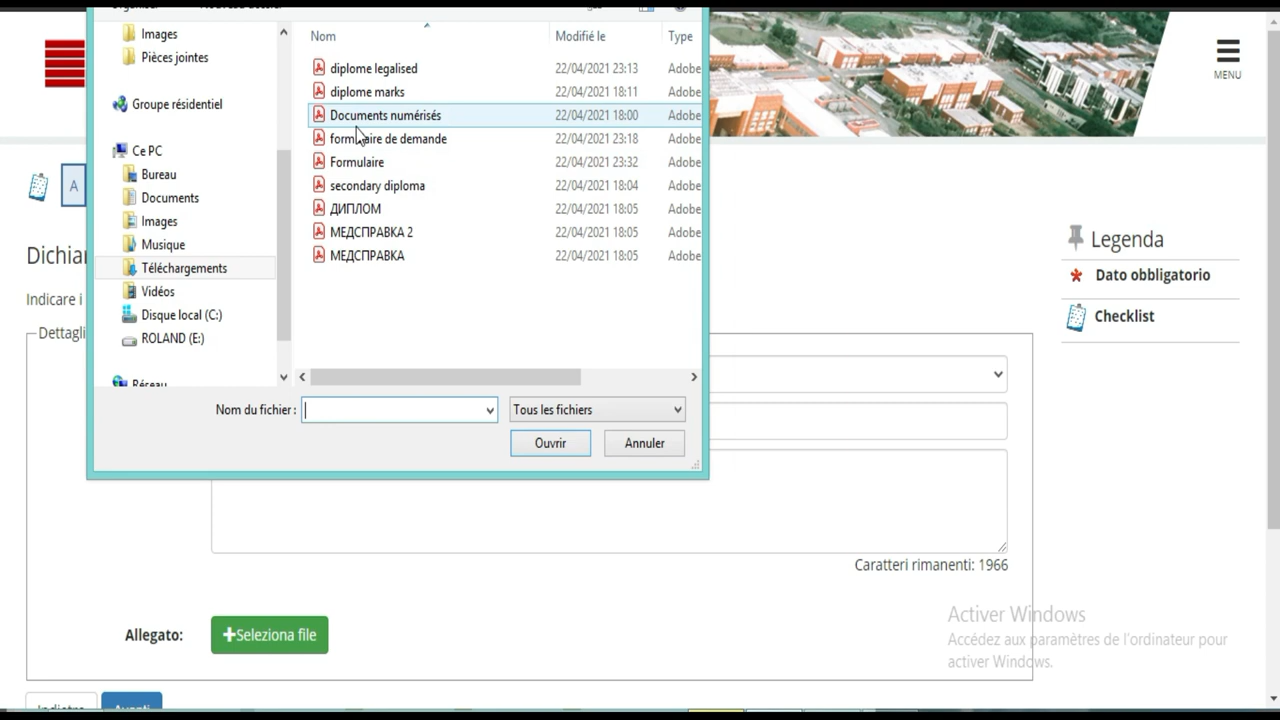 Images
Pièces jointes
Groupe résidentiel
Ce PC
Bureau
Documents
Images
Musique
Téléchargements
Vidéos
Disque local (C:)
ROLAND (E:)
Réseau
Nom Modifié le Type
diplome legalised 22/04/2021 23:13 Adobe
diplome marks 22/04/2021 18:11 Adobe
Documents numérisés 22/04/2021 18:00 Adobe
formulaire de demande 22/04/2021 23:18 Adobe
Formulaire 22/04/2021 23:32 Adobe
secondary diploma 22/04/2021 18:04 Adobe
ДИПЛОМ 22/04/2021 18:05 Adobe
МЕДСПРАВКА 2 22/04/2021 18:05 Adobe
МЕДСПРАВКА 22/04/2021 18:05 Adobe
Nom du fichier : Tous les fichiers
Ouvrir Annuler
MENU
A
Dichia
Indicare i
Dettagli
Legenda
Dato obbligatorio
Checklist
Caratteri rimanenti: 1966
Allegato: Seleziona file
Activer Windows
Accédez aux paramètres de l'ordinateur pour
activer Windows.
Indietro Avanti